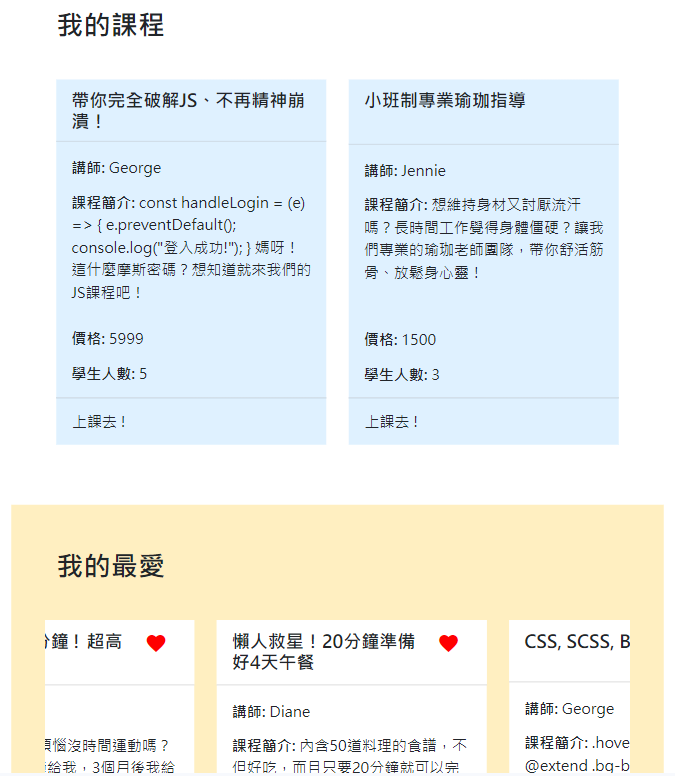 我的課程
帶你完全破解JS、不再精神崩
潰！
講師: George
課程簡介: const handleLogin = (e)
=> { e.preventDefault();
console.log("登入成功!"); } 媽呀！
這什麼摩斯密碼？想知道就來我們的
JS課程吧！
價格: 5999
學生人數: 5
上課去！
小班制專業瑜珈指導
講師: Jennie
課程簡介: 想維持身材又討厭流汗
嗎？長時間工作覺得身體僵硬？讓我
們專業的瑜珈老師團隊，帶你舒活筋
骨、放鬆身心靈！
價格: 1500
學生人數: 3
上課去！
我的最愛
分鐘！超高
惱沒時間運動嗎？
給我，3個月後我給
懶人救星！20分鐘準備
好4天午餐
講師: Diane
課程簡介: 內含50道料理的食譜，不
但好吃，而且只要20分鐘就可以完
CSS, SCSS, B
講師: George
課程簡介: .hove
@extend .bg-b